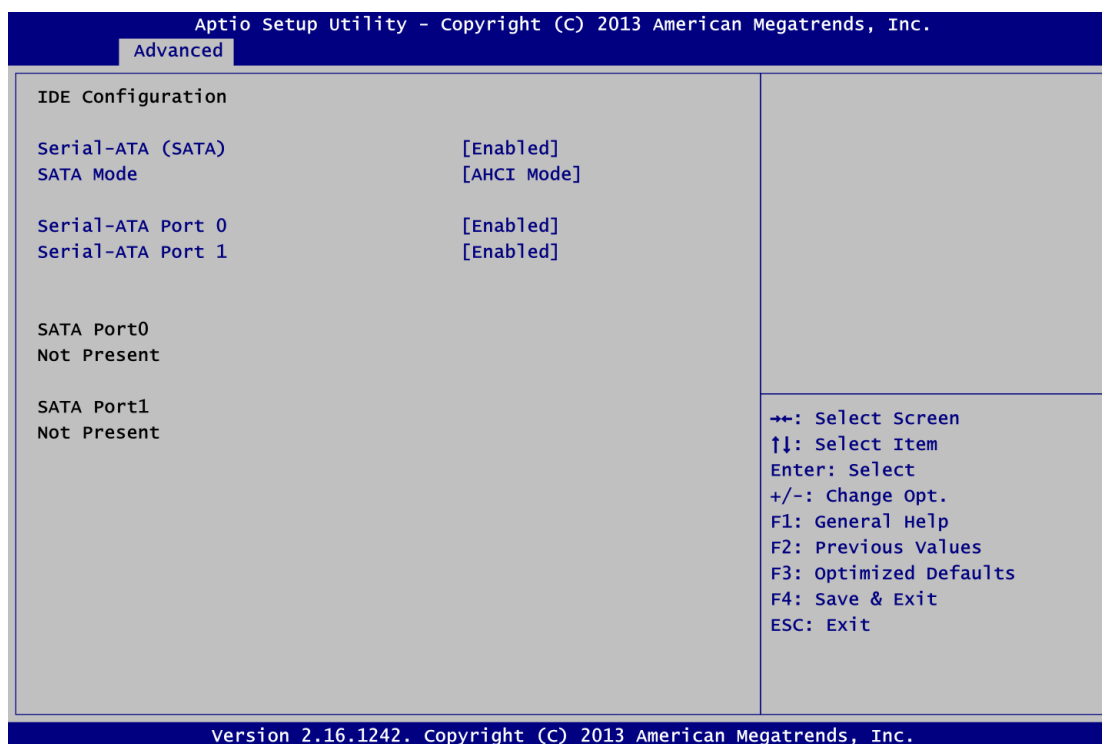 Aptio Setup Utility - Copyright (C) 2013 American Megatrends, Inc.
Advanced
IDE Configuration
Serial-ATA (SATA) [Enabled]
SATA Mode [AHCI Mode]
Serial-ATA Port 0 [Enabled]
Serial-ATA Port 1 [Enabled]
SATA Port0
Not Present
SATA Port1
Not Present
→←: Select Screen
↑↓: Select Item
Enter: Select
+/-: Change Opt.
F1: General Help
F2: Previous Values
F3: Optimized Defaults
F4: Save & Exit
ESC: Exit
Version 2.16.1242. Copyright (C) 2013 American Megatrends, Inc.